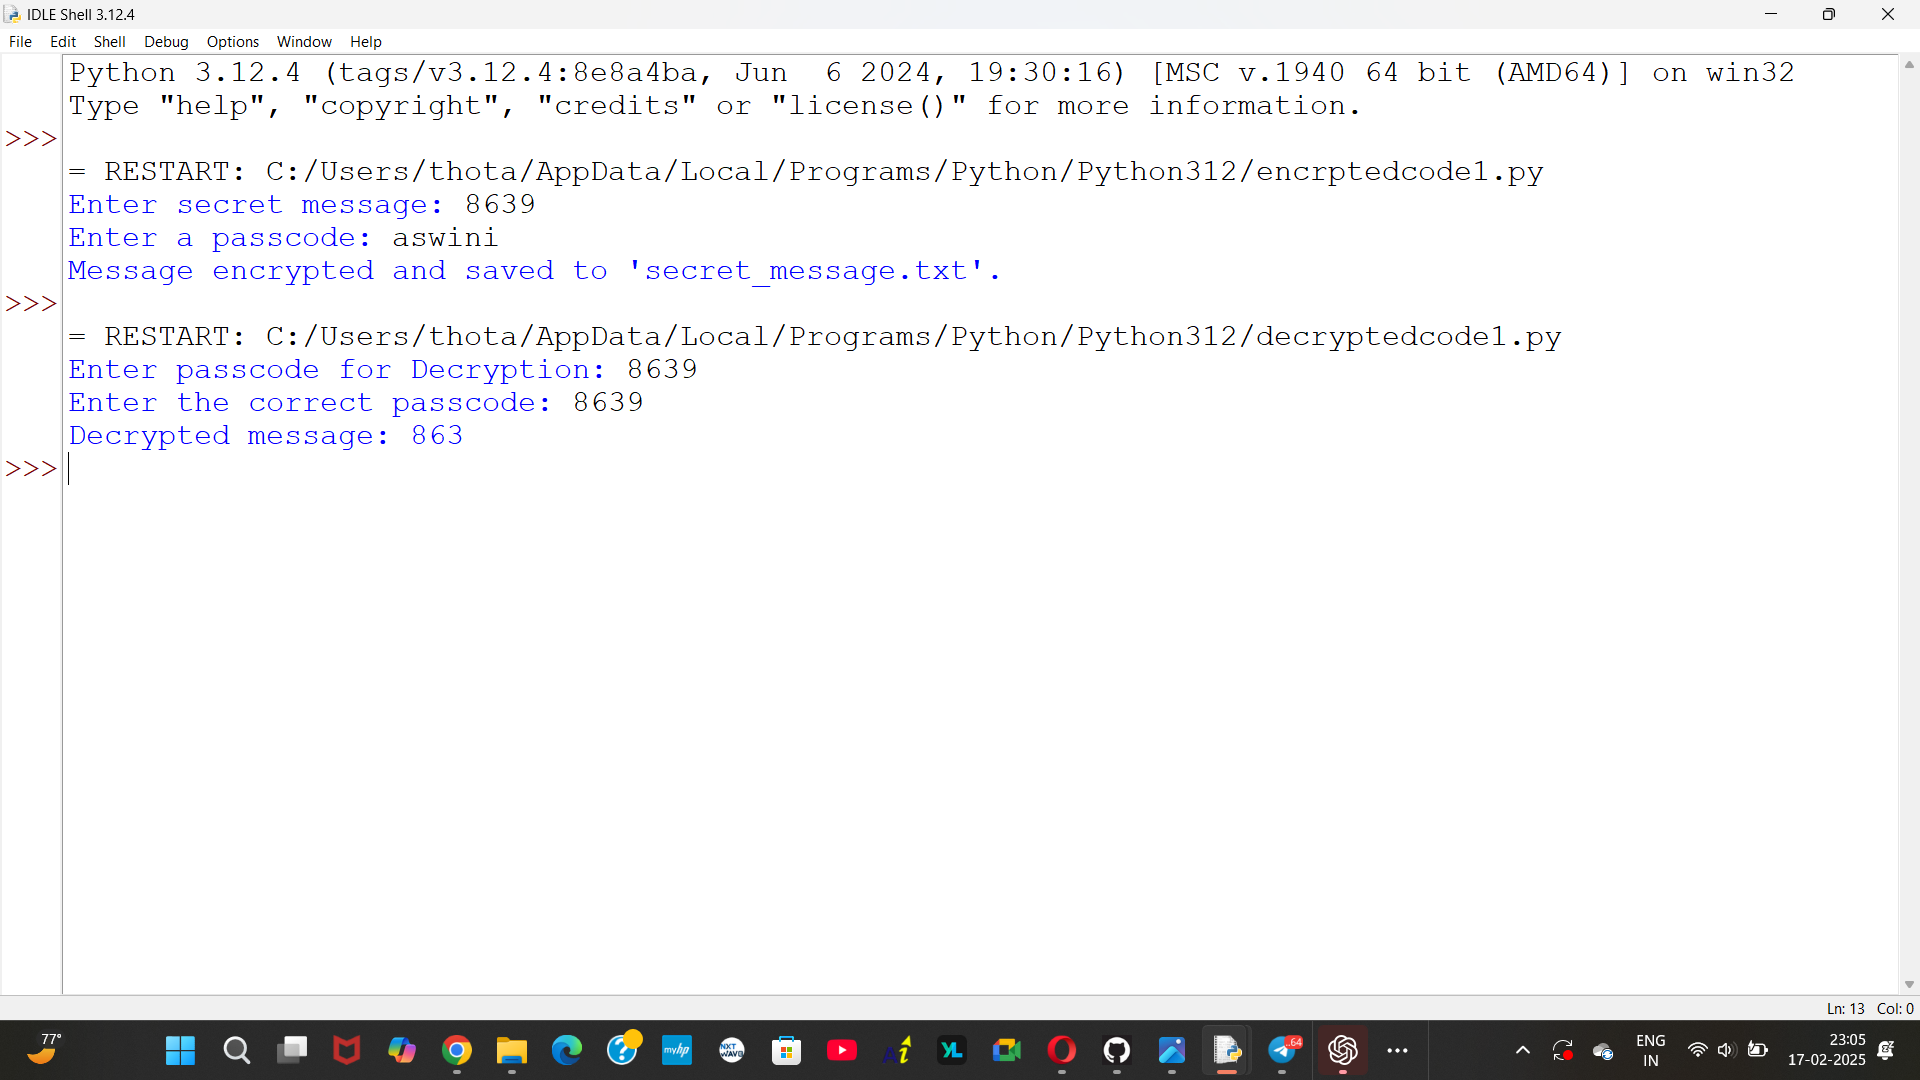 IDLE Shell 3.12.4
File Edit Shell Debug Options Window Help
Python 3.12.4 (tags/v3.12.4:8e8a4ba, Jun  6 2024, 19:30:16) [MSC v.1940 64 bit (AMD64)] on win32
Type "help", "copyright", "credits" or "license()" for more information.
>>>
= RESTART: C:/Users/thota/AppData/Local/Programs/Python/Python312/encrptedcode1.py
Enter secret message: 8639
Enter a passcode: aswini
Message encrypted and saved to 'secret_message.txt'.
>>>
= RESTART: C:/Users/thota/AppData/Local/Programs/Python/Python312/decryptedcode1.py
Enter passcode for Decryption: 8639
Enter the correct passcode: 8639
Decrypted message: 863
>>>
Ln: 13 Col: 0
77°
myhp
NXT
WAVE
Ai
YL
64
ENG
IN
23:05
17-02-2025